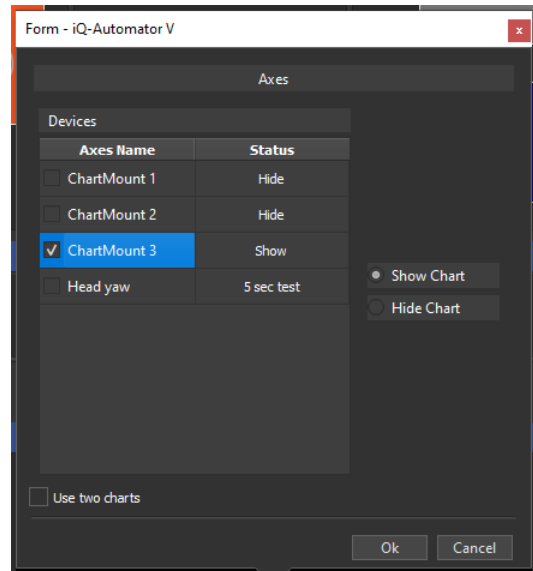 Form - iQ-Automator V
x
Axes
Devices
Axes Name Status
ChartMount 1 Hide
ChartMount 2 Hide
ChartMount 3 Show
Head yaw 5 sec test
Show Chart
Hide Chart
Use two charts
Ok Cancel